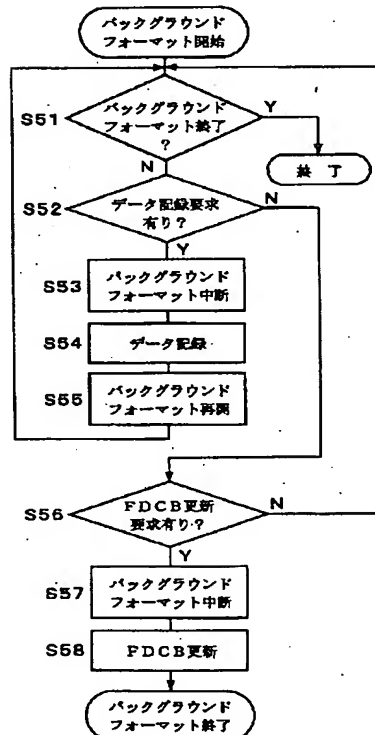 バックグラウンド
フォーマット開始
S51
バックグラウンド
フォーマット終了
?
Y
終 了
N
S52
データ記録要求
有り?
N
Y
S53
バックグラウンド
フォーマット中断
S54
データ記録
S55
バックグラウンド
フォーマット再開
S56
FDCB更新
要求有り?
N
Y
S57
バックグラウンド
フォーマット中断
S58
FDCB更新
バックグラウンド
フォーマット終了